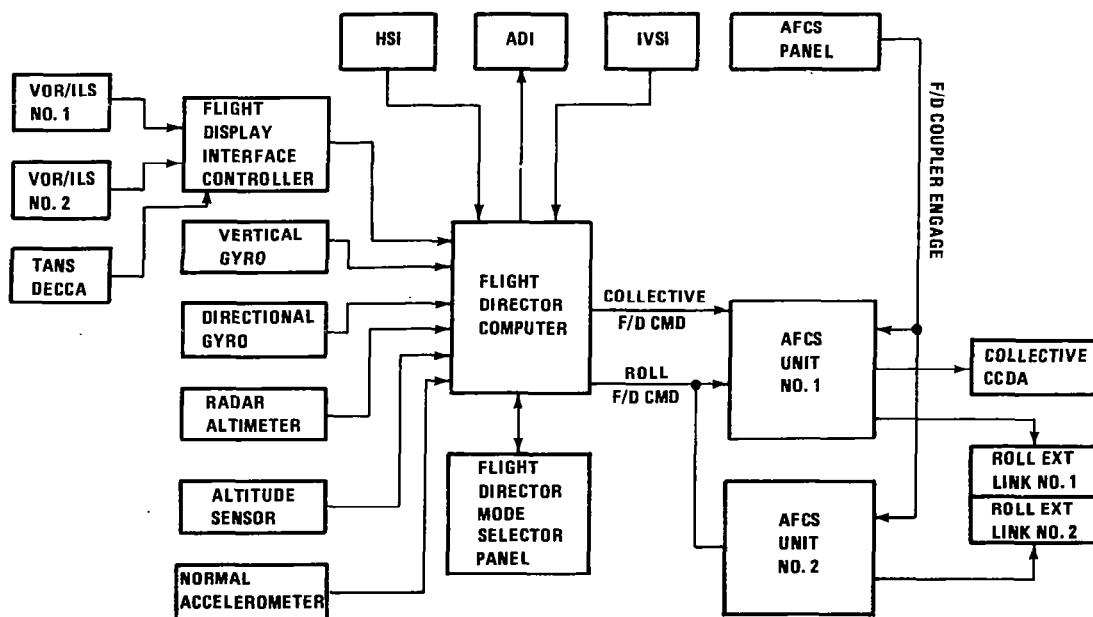 HSI
ADI
IVSI
AFCS
PANEL
VOR/ILS
NO. 1
VOR/ILS
NO. 2
TANS
DECCA
FLIGHT
DISPLAY
INTERFACE
CONTROLLER
VERTICAL
GYRO
DIRECTIONAL
GYRO
RADAR
ALTIMETER
ALTITUDE
SENSOR
NORMAL
ACCELEROMETER
FLIGHT
DIRECTOR
COMPUTER
FLIGHT
DIRECTOR
MODE
SELECTOR
PANEL
COLLECTIVE
F/D CMD
ROLL
F/D CMD
F/D COUPLER ENGAGE
AFCS
UNIT
NO. 1
AFCS
UNIT
NO. 2
COLLECTIVE
CCDA
ROLL EXT
LINK NO. 1
ROLL EXT
LINK NO. 2